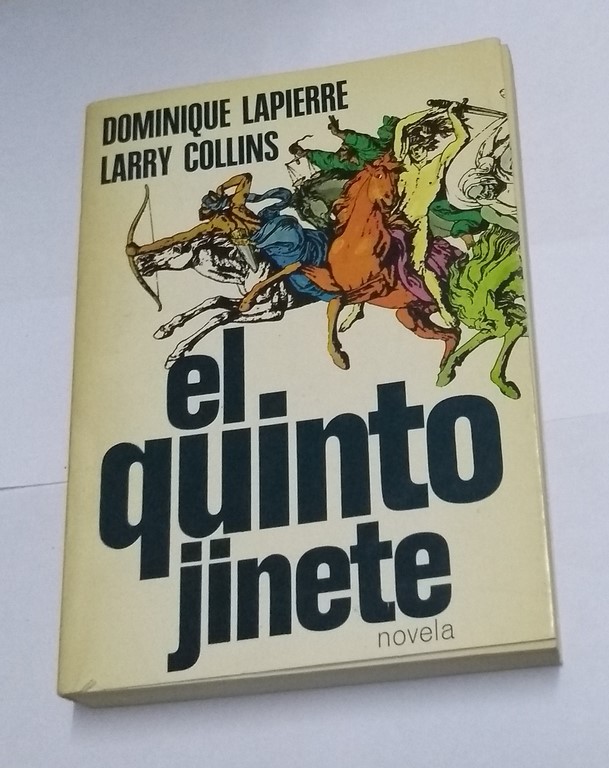 DOMINIQUE LAPIERRE
LARRY COLLINS
el
quinto
jinete
novela